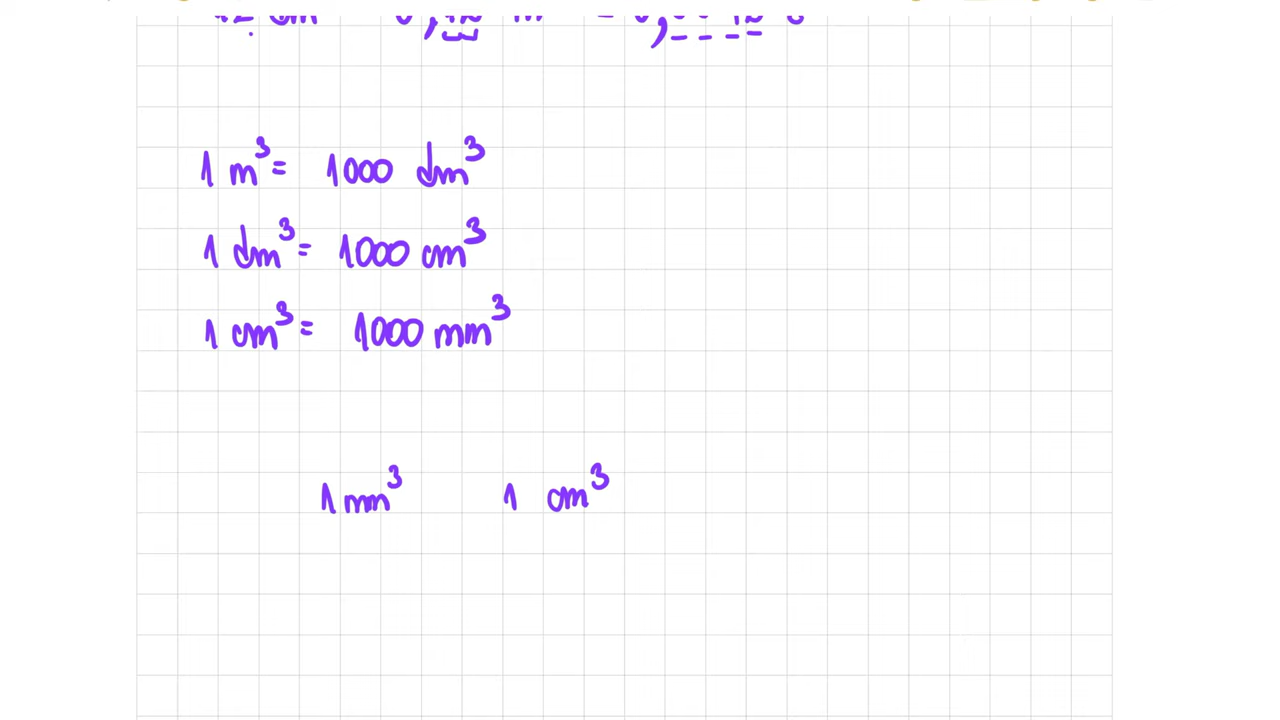 1 m³ = 1000 dm³
1 dm³ = 1000 cm³
1 cm³ = 1000 mm³
1 mm³ 1 cm³